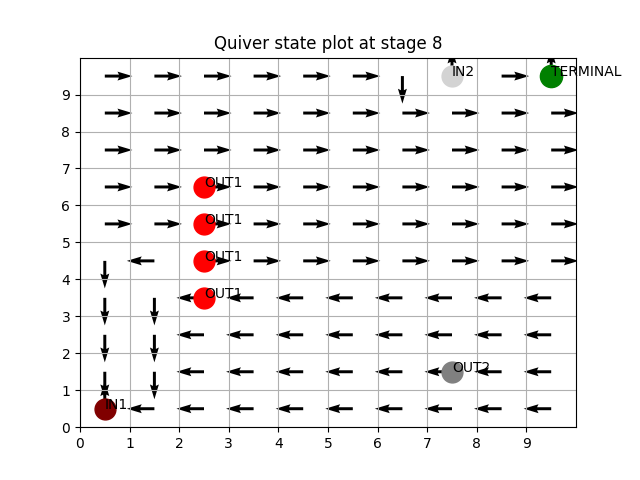 Quiver state plot at stage 8
IN2
TERMINAL
9
8
7
OUT1
6
OUT1
5
OUT1
4
OUT1
3
2
OUT2
1
IN1
0
0 1 2 3 4 5 6 7 8 9